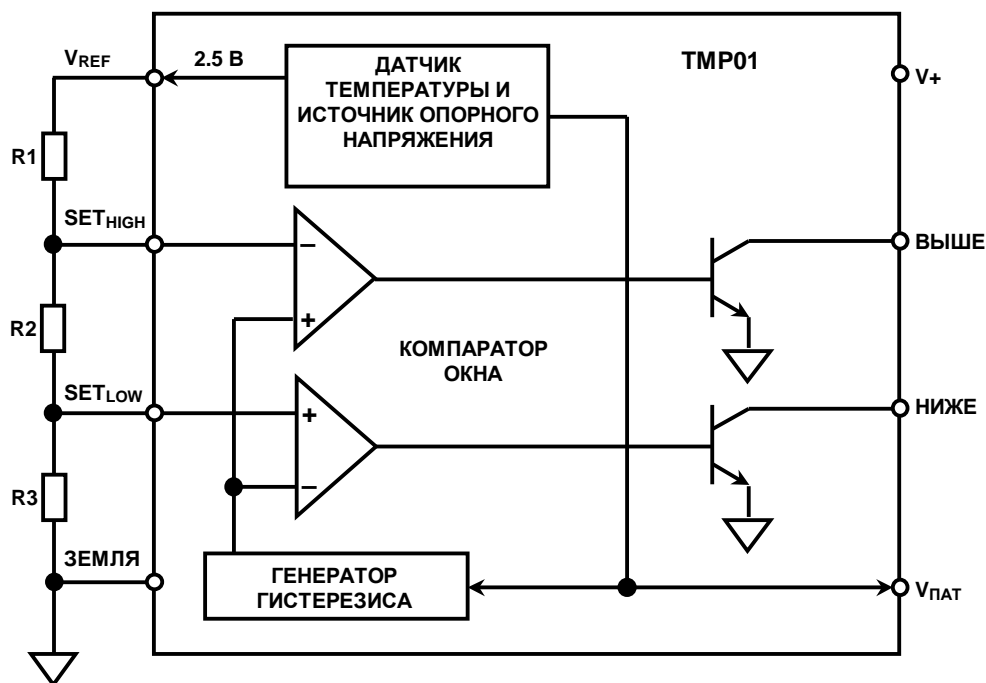 VREF
2.5 В
ДАТЧИК
ТЕМПЕРАТУРЫ И
ИСТОЧНИК ОПОРНОГО
НАПРЯЖЕНИЯ
TMP01
V+
R1
SETHIGH
−
ВЫШЕ
R2
+
КОМПАРАТОР
ОКНА
SETLOW
+
НИЖЕ
R3
−
ЗЕМЛЯ
ГЕНЕРАТОР
ГИСТЕРЕЗИСА
VПАТ